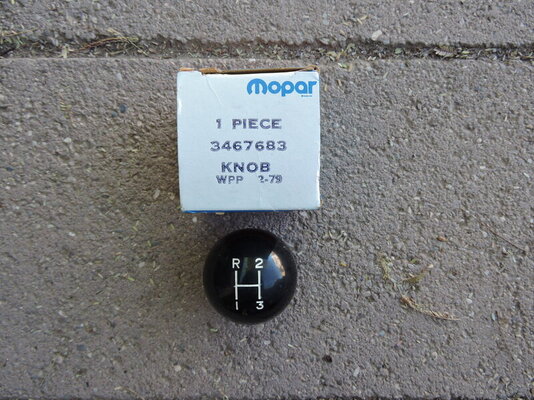 mopar
1 PIECE
3467683
KNOB
WPP 2-79
R 2
1 3